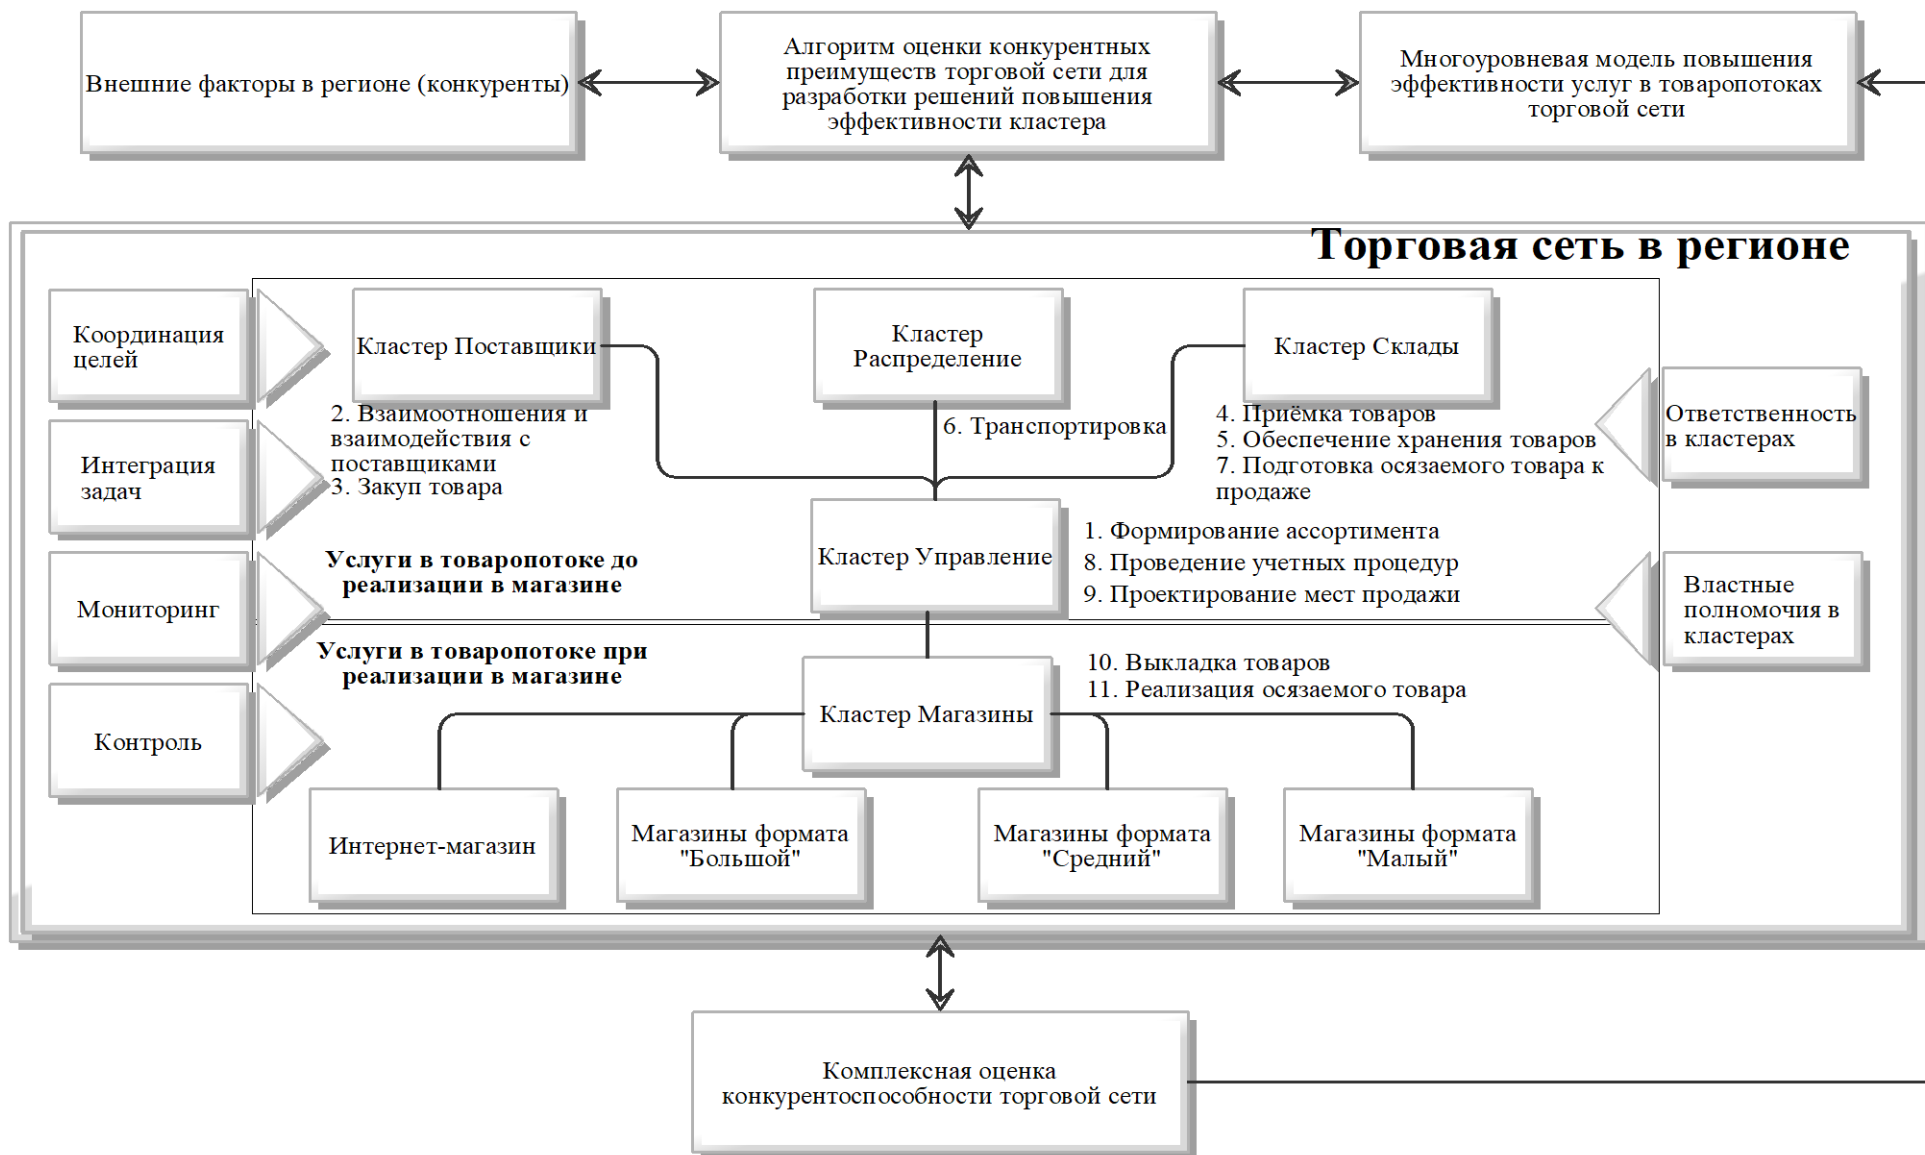 Внешние факторы в регионе (конкуренты)
Алгоритм оценки конкурентных
преимуществ торговой сети для
разработки решений повышения
эффективности кластера
Многоуровневая модель повышения
эффективности услуг в товаропотоках
торговой сети
Торговая сеть в регионе
Координация
целей
Интеграция
задач
Мониторинг
Контроль
Кластер Поставщики
Кластер
Распределение
Кластер Склады
2. Взаимоотношения и
взаимодействия с
поставщиками
3. Закуп товара
6. Транспортировка
4. Приёмка товаров
5. Обеспечение хранения товаров
7. Подготовка осязаемого товара к
продаже
Ответственность
в кластерах
Властные
полномочия в
кластерах
Услуги в товаропотоке до
реализации в магазине
Кластер Управление
1. Формирование ассортимента
8. Проведение учетных процедур
9. Проектирование мест продажи
Услуги в товаропотоке при
реализации в магазине
Кластер Магазины
10. Выкладка товаров
11. Реализация осязаемого товара
Интернет-магазин
Магазины формата
"Большой"
Магазины формата
"Средний"
Магазины формата
"Малый"
Комплексная оценка
конкурентоспособности торговой сети